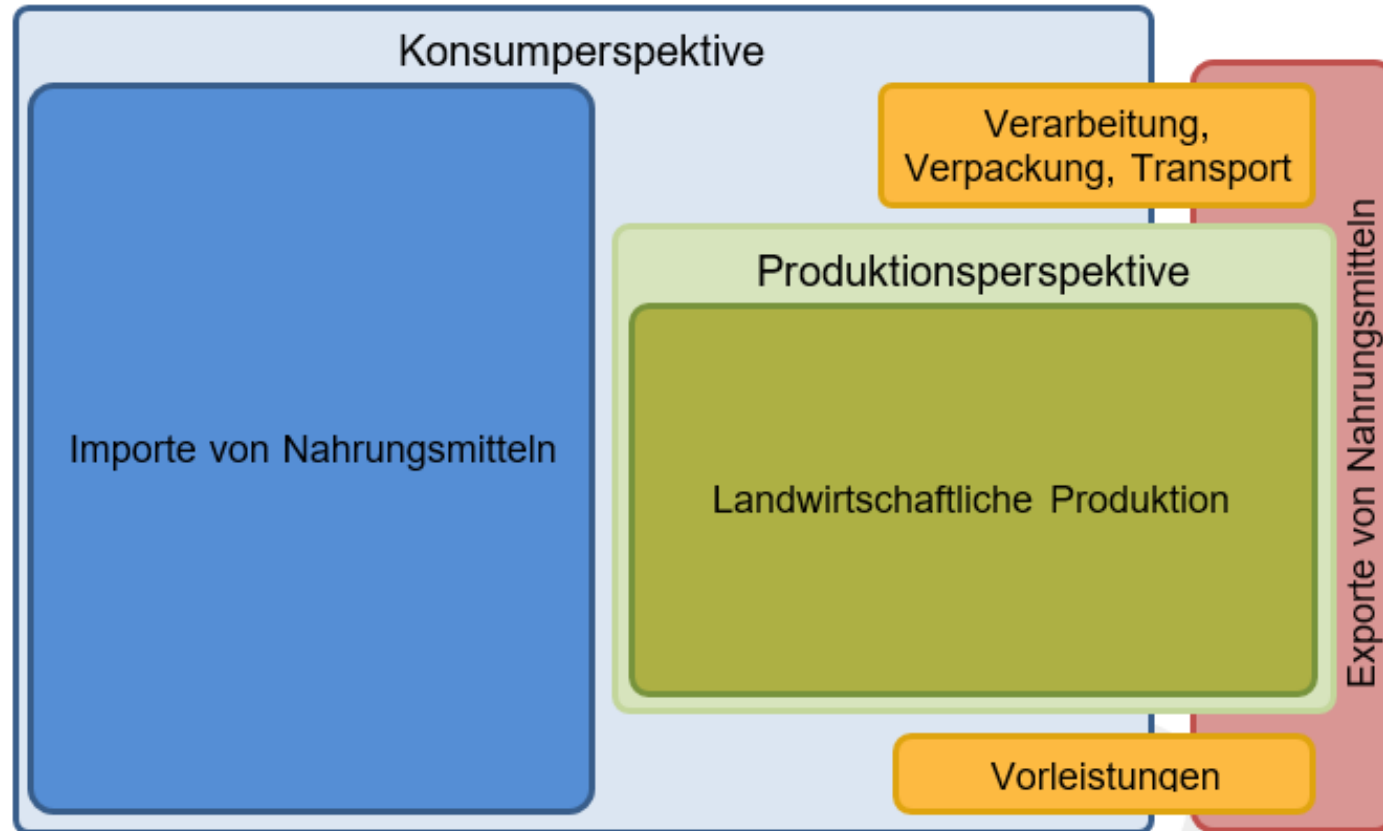 Konsumperspektive
Verarbeitung,
Verpackung, Transport
Produktionsperspektive
Importe von Nahrungsmitteln
Landwirtschaftliche Produktion
Exporte von Nahrungsmitteln
Vorleistungen